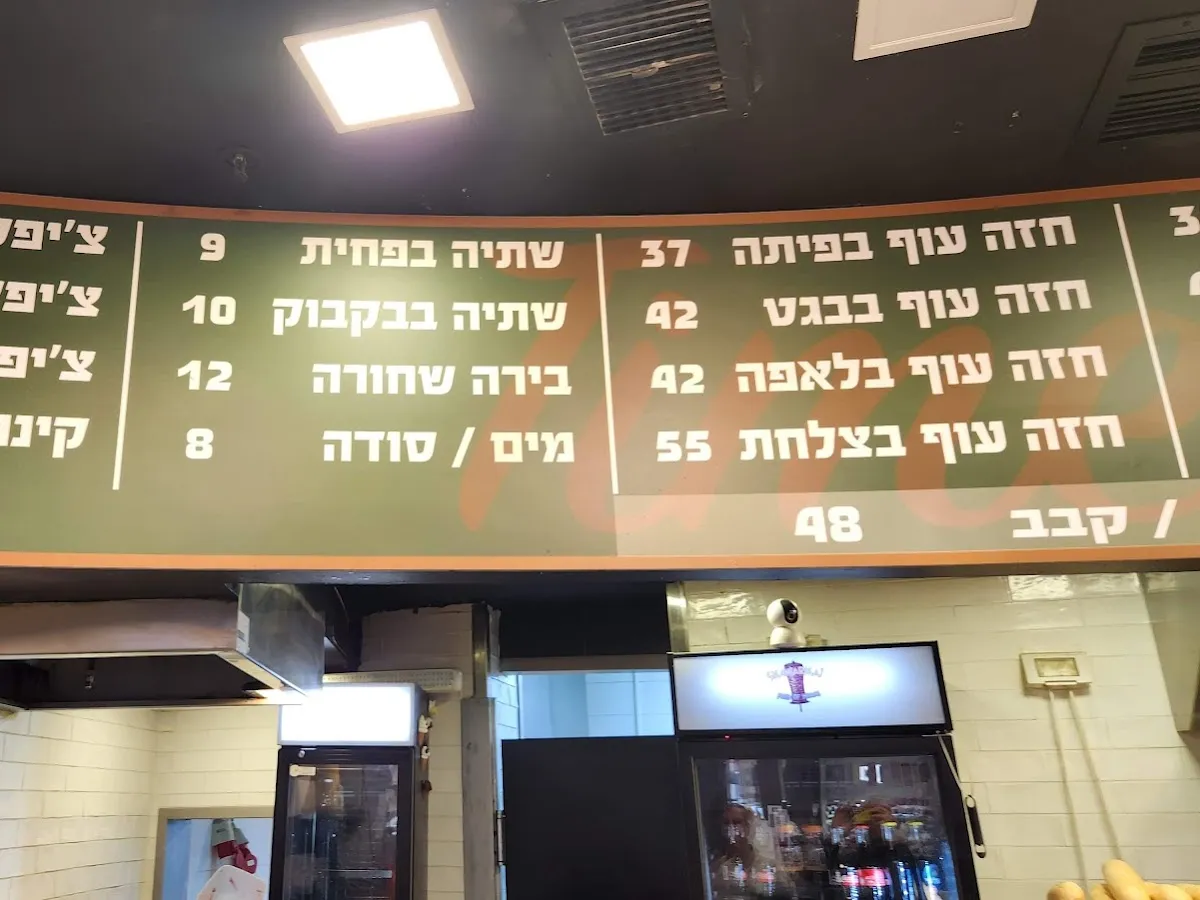 חזה עוף בפיתה 37
חזה עוף בבגט 42
חזה עוף בלאפה 42
חזה עוף בצלחת 55
/ קבב 48
שתיה בפחית 9
שתיה בבקבוק 10
בירה שחורה 12
מים / סודה 8
Time